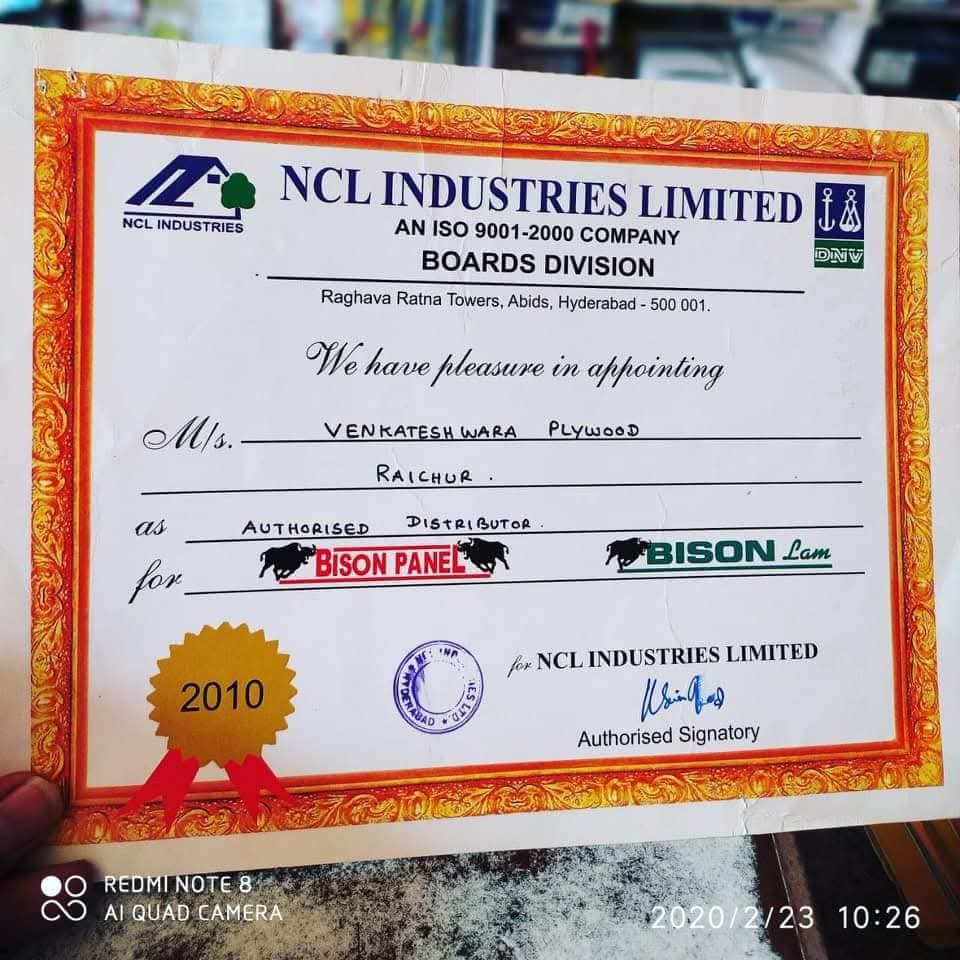 NCL INDUSTRIES
NCL INDUSTRIES LIMITED
AN ISO 9001-2000 COMPANY
BOARDS DIVISION
DNV
Raghava Ratna Towers, Abids, Hyderabad - 500 001.
We have pleasure in appointing
M/s. VENKATESHWARA PLYWOOD
RAICHUR.
as AUTHORISED DISTRIBUTOR.
for BISON PANEL BISON Lam
2010
HYDERABAD
for NCL INDUSTRIES LIMITED
Authorised Signatory
REDMI NOTE 8
AI QUAD CAMERA
2020/2/23 10:26